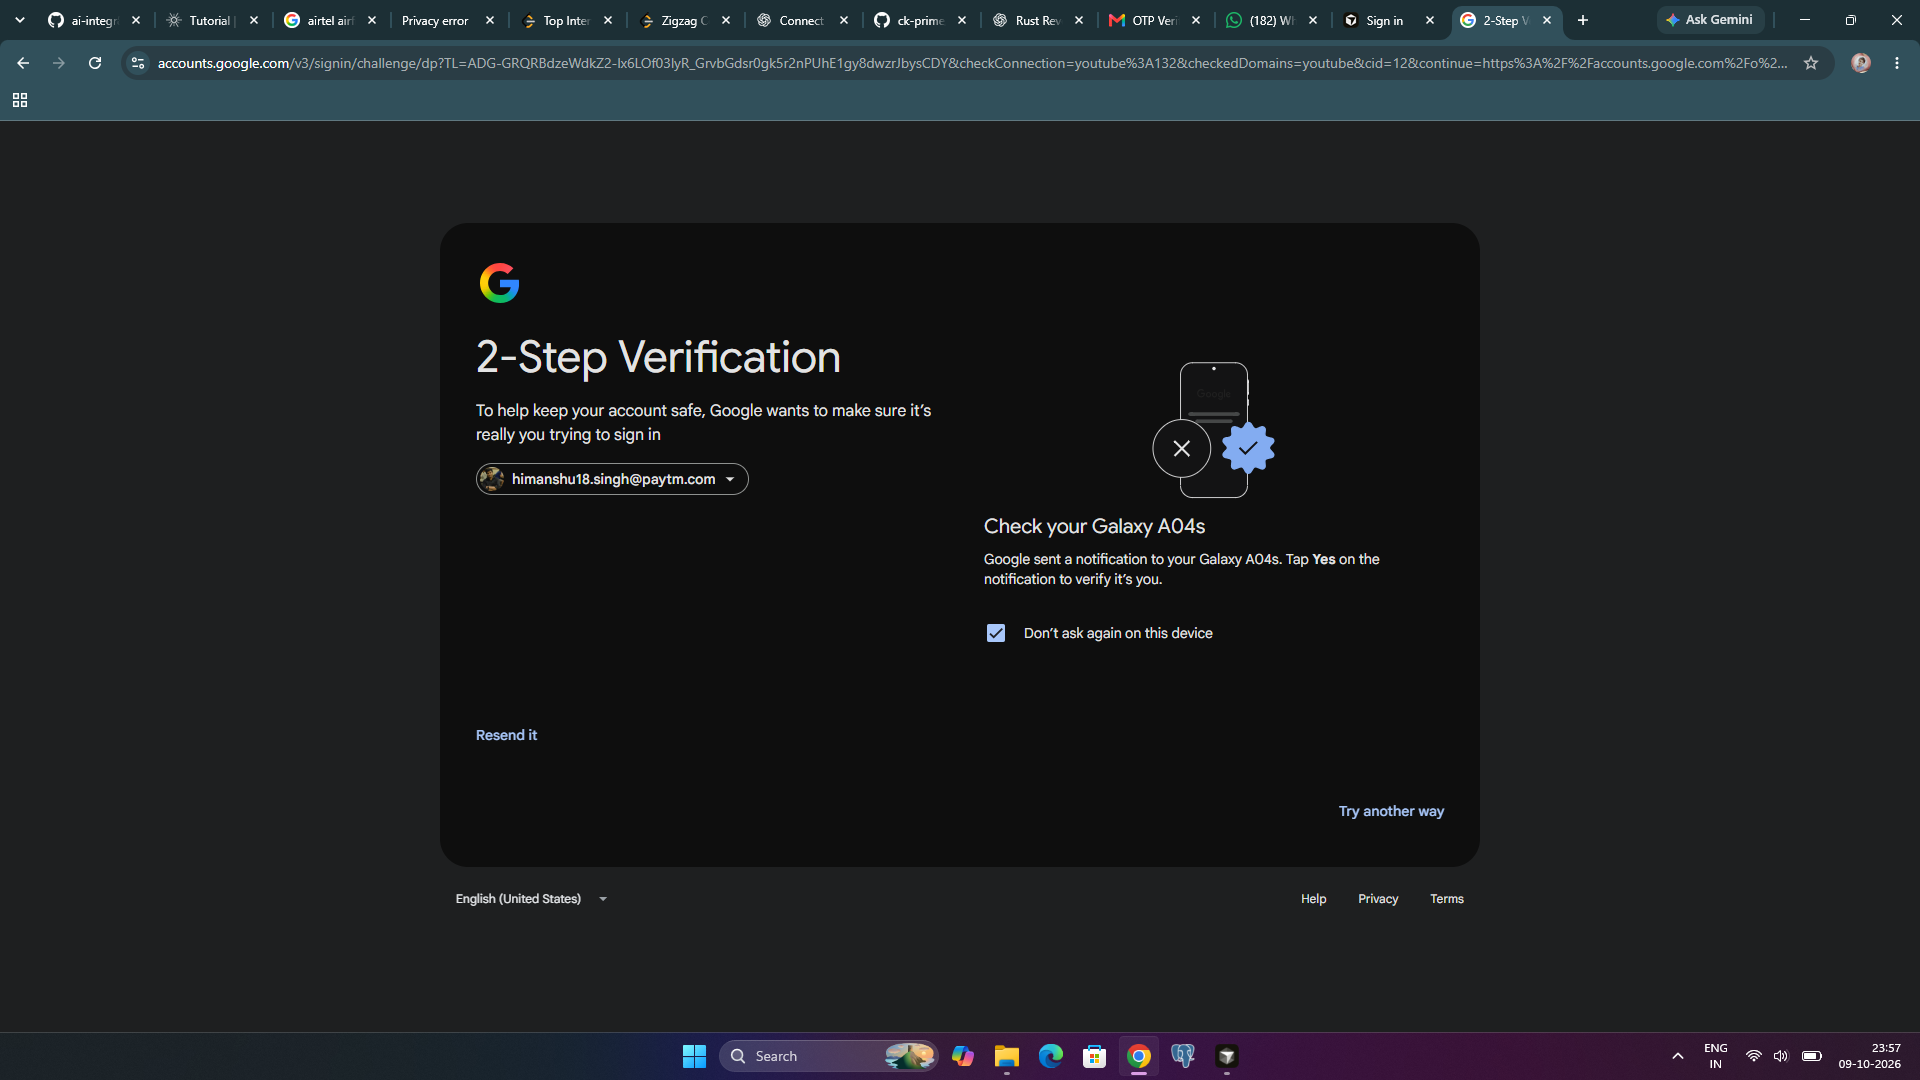 ai-integr
Tutorial
airtel airf
Privacy error
Top Inter
Zigzag C
Connect
ck-prime
Rust Rev
OTP Veri
(182) Wh
Sign in
2-Step V
Ask Gemini
accounts.google.com/v3/signin/challenge/dp?TL=ADG-GRQRBdzeWdkZ2-Ix6LOf03IyR_GrvbGdsr0gk5r2nPUhE1gy8dwzrJbysCDY&checkConnection=youtube%3A132&checkedDomains=youtube&cid=12&continue=https%3A%2F%2Faccounts.google.com%2Fo%2...
2-Step Verification
To help keep your account safe, Google wants to make sure it’s
really you trying to sign in
himanshu18.singh@paytm.com
Google
Check your Galaxy A04s
Google sent a notification to your Galaxy A04s. Tap Yes on the
notification to verify it’s you.
Don’t ask again on this device
Resend it
Try another way
English (United States)
Help
Privacy
Terms
Search
ENG
IN
23:57
09-10-2026